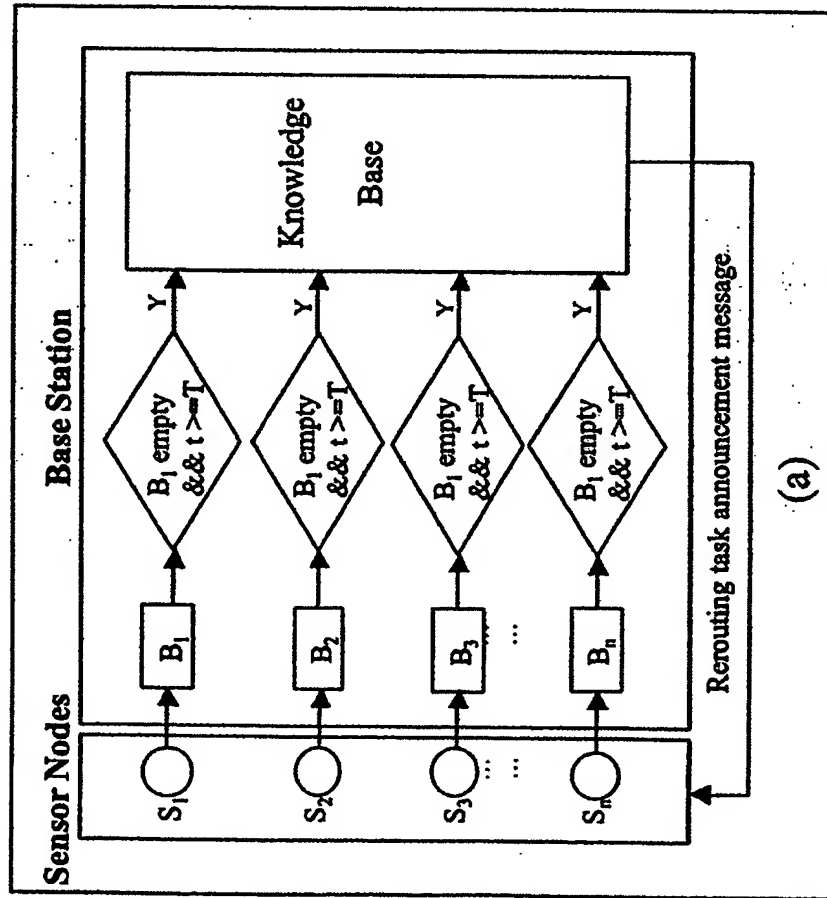 Sensor Nodes
Base Station
S1
B1
B1 empty
&& t >=T
Y
S2
B2
B1 empty
&& t >=T
Y
S3
B3
B1 empty
&& t >=T
Y
...
...
...
...
Sn
Bn
B1 empty
&& t >=T
Y
Knowledge
Base
Rerouting task announcement message
(a)